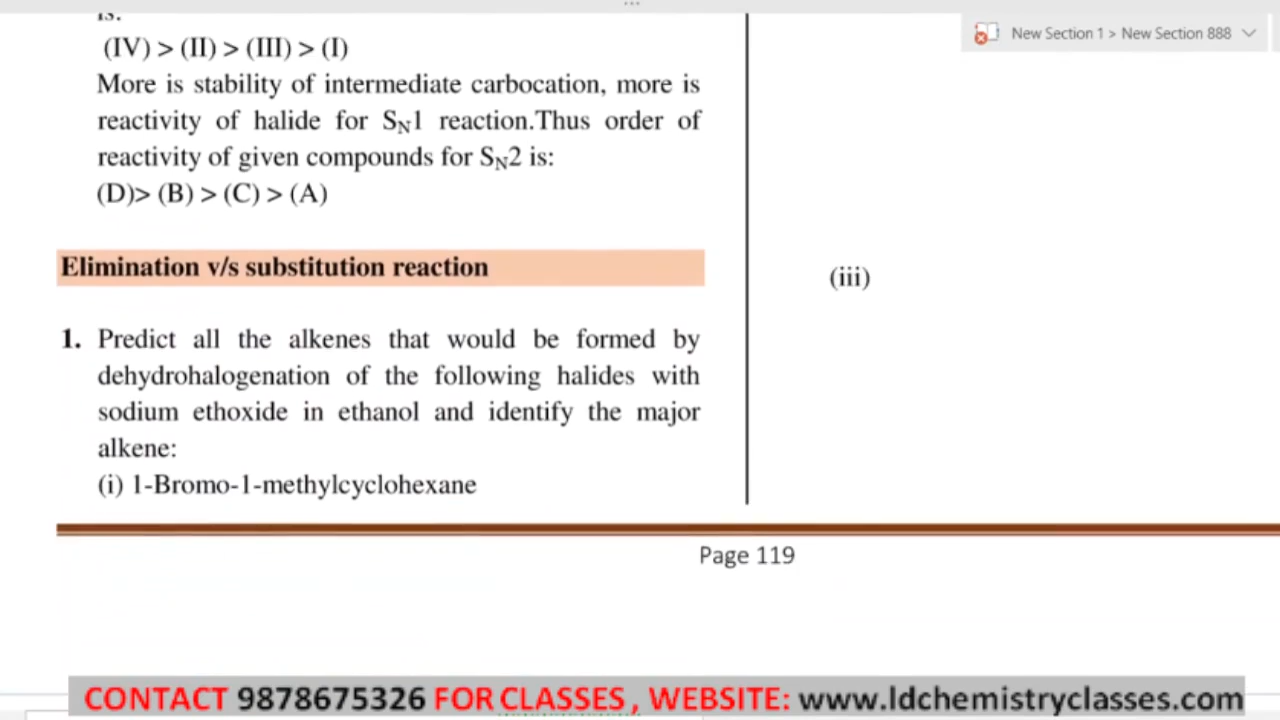 is.
(IV) > (II) > (III) > (I)
More is stability of intermediate carbocation, more is
reactivity of halide for SN1 reaction.Thus order of
reactivity of given compounds for SN2 is:
(D)> (B) > (C) > (A)
Elimination v/s substitution reaction
1. Predict all the alkenes that would be formed by
dehydrohalogenation of the following halides with
sodium ethoxide in ethanol and identify the major
alkene:
(i) 1-Bromo-1-methylcyclohexane
New Section 1 > New Section 888
(iii)
Page 119
CONTACT 9878675326 FOR CLASSES , WEBSITE: www.ldchemistryclasses.com